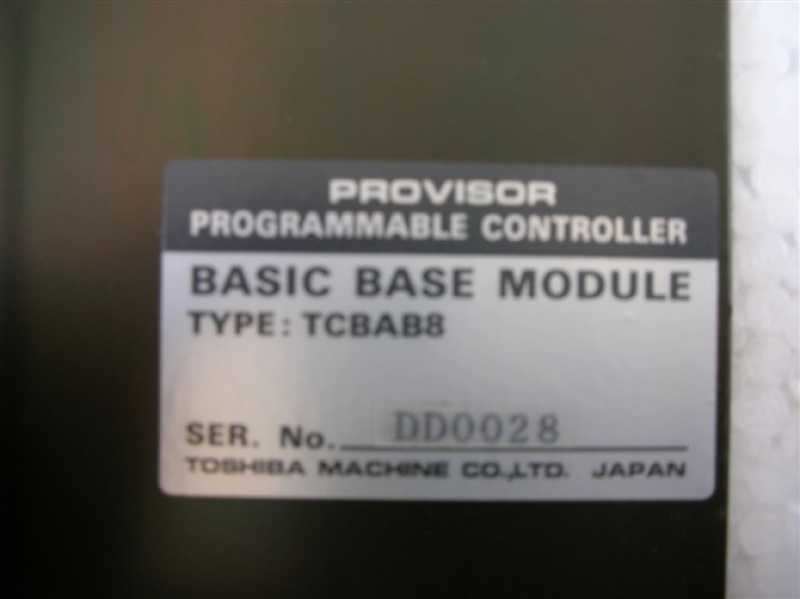 PROVISOR
PROGRAMMABLE CONTROLLER
BASIC BASE MODULE
TYPE: TCBAB8
SER. No. DD0028
TOSHIBA MACHINE CO.,LTD. JAPAN